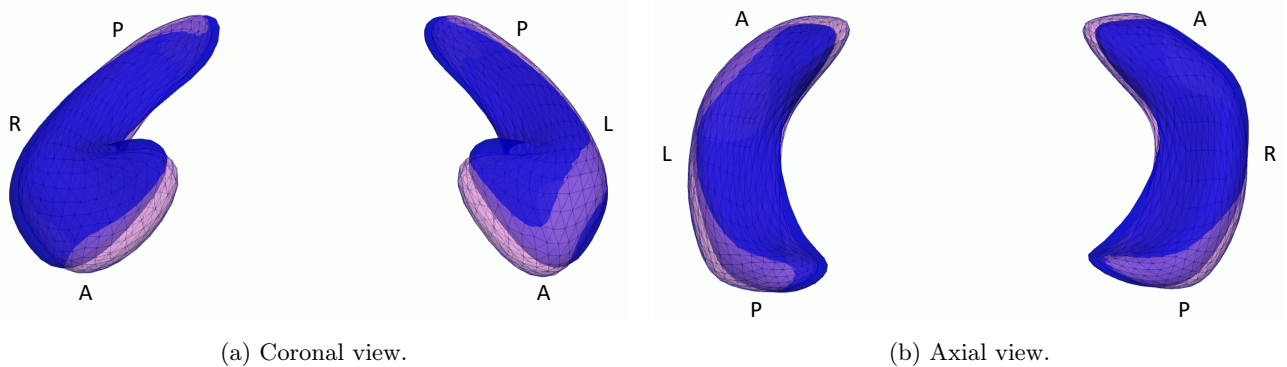 P P A A
R L L R
A A P P
(a) Coronal view. (b) Axial view.